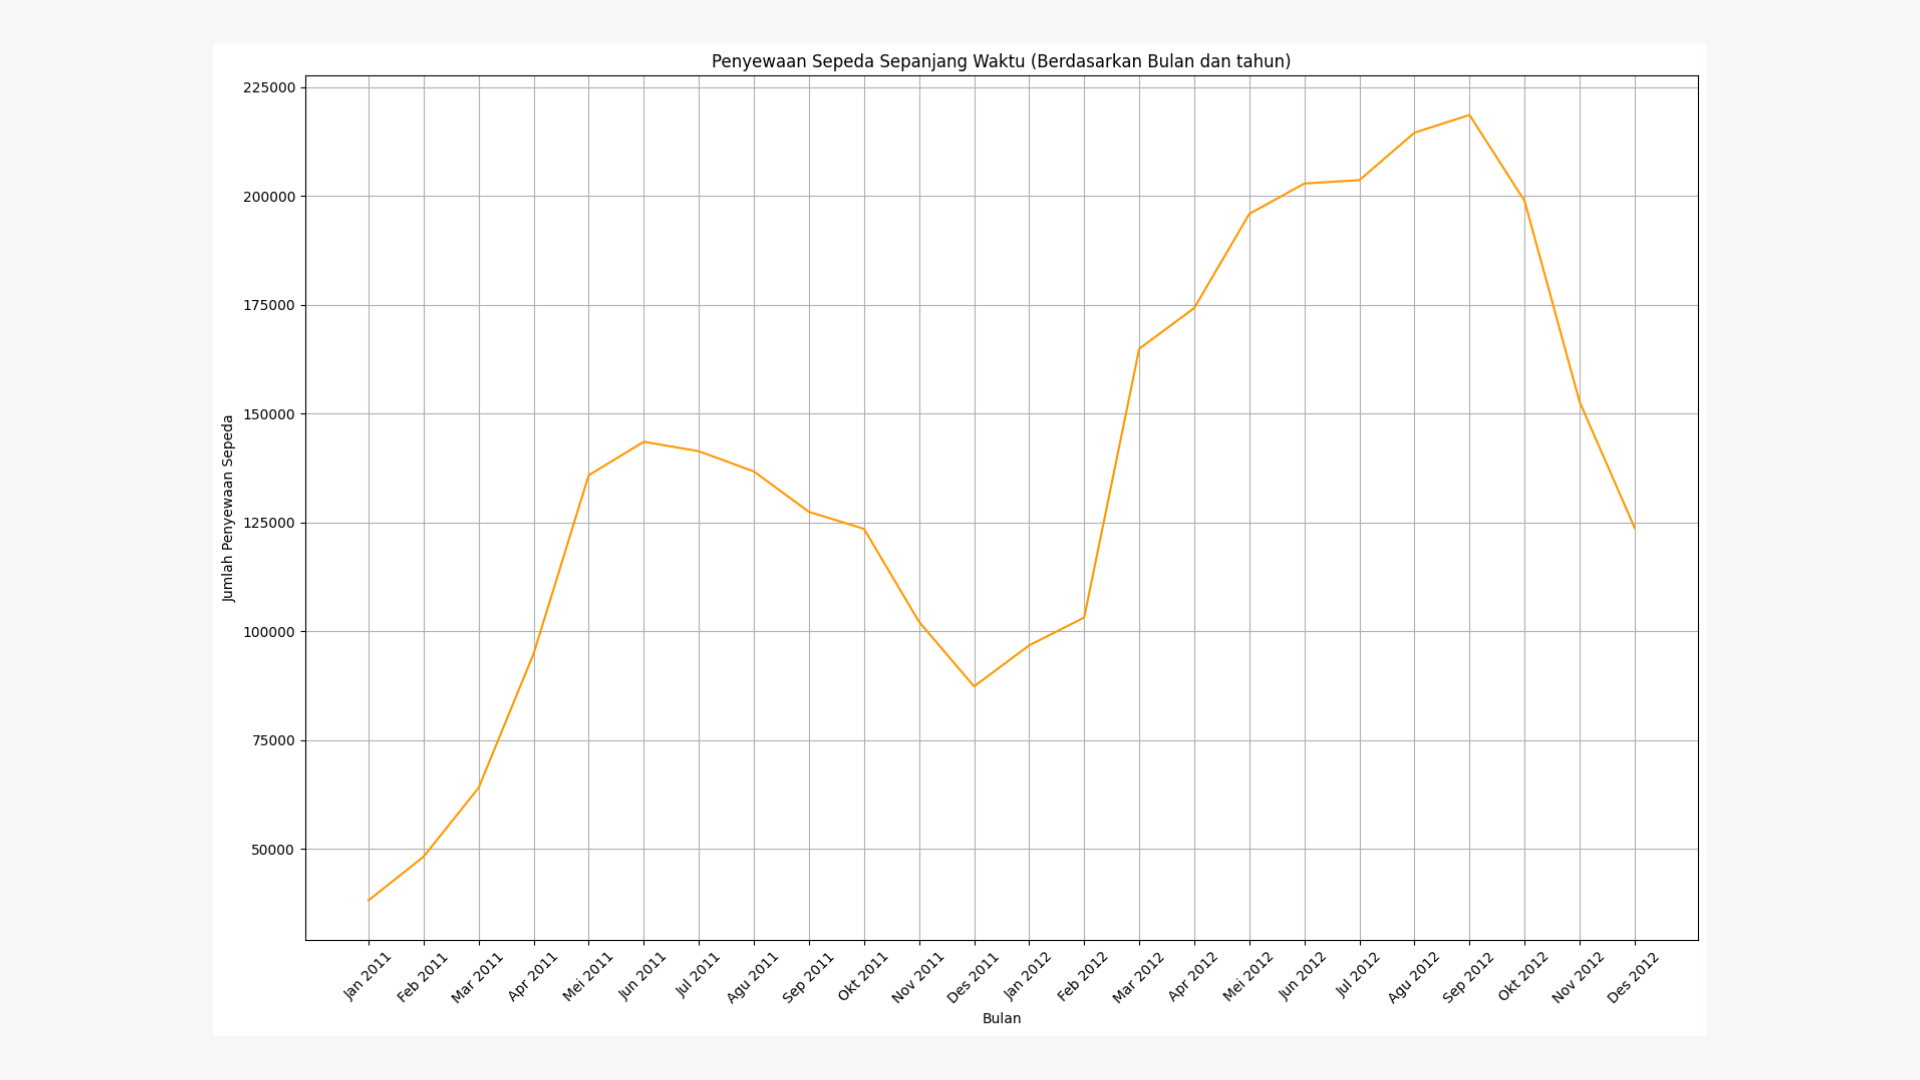 Penyewaan Sepeda Sepanjang Waktu (Berdasarkan Bulan dan tahun)
Jumlah Penyewaan Sepeda
225000
200000
175000
150000
125000
100000
75000
50000
Jan 2011
Feb 2011
Mar 2011
Apr 2011
Mei 2011
Jun 2011
Jul 2011
Agu 2011
Sep 2011
Okt 2011
Nov 2011
Des 2011
Jan 2012
Feb 2012
Mar 2012
Apr 2012
Mei 2012
Jun 2012
Jul 2012
Agu 2012
Sep 2012
Okt 2012
Nov 2012
Des 2012
Bulan